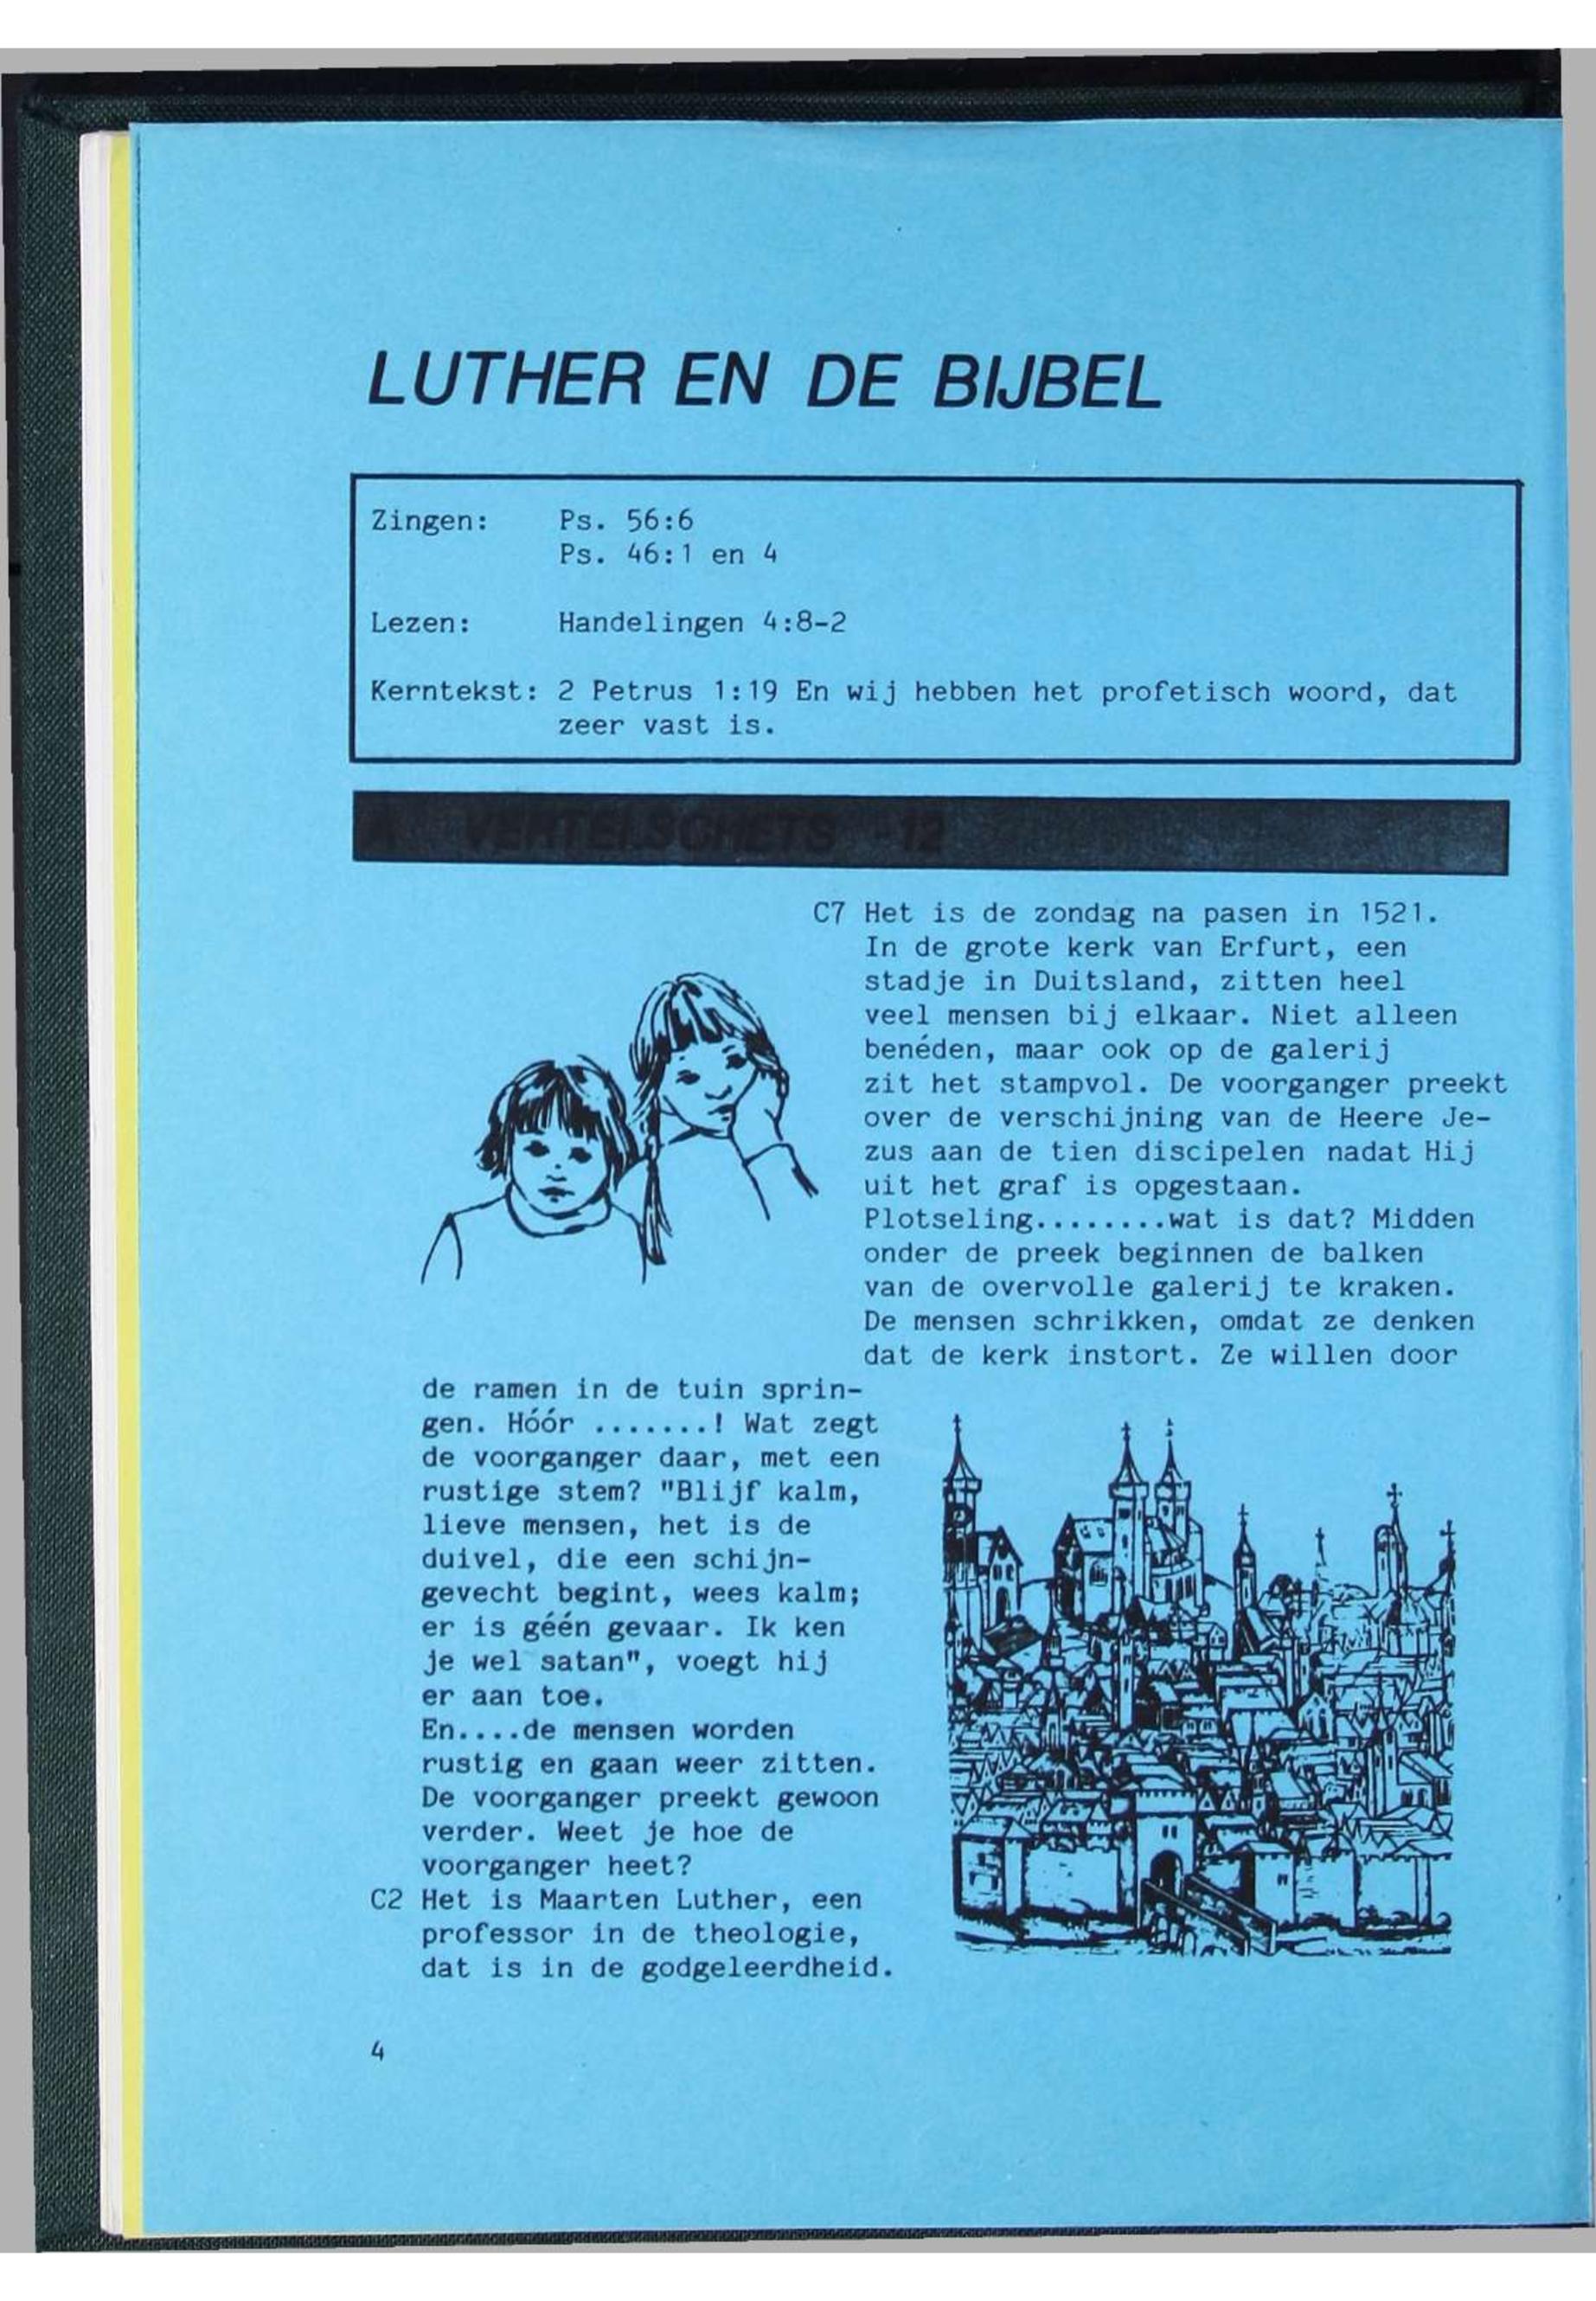 LUTHER EN DE BIJBEL
Zingen: Ps. 56:6
Ps. 46:1 en 4
Lezen: Handelingen 4:8-2
Kerntekst: 2 Petrus 1:19 En wij hebben het profetisch woord, dat
zeer vast is.
A VERTELSCHETS -12
C7 Het is de zondag na pasen in 1521.
In de grote kerk van Erfurt, een
stadje in Duitsland, zitten heel
veel mensen bij elkaar. Niet alleen
benéden, maar ook op de galerij
zit het stampvol. De voorganger preekt
over de verschijning van de Heere Je-
zus aan de tien discipelen nadat Hij
uit het graf is opgestaan.
Plotseling........wat is dat? Midden
onder de preek beginnen de balken
van de overvolle galerij te kraken.
De mensen schrikken, omdat ze denken
dat de kerk instort. Ze willen door
de ramen in de tuin sprin-
gen. Hóór .......! Wat zegt
de voorganger daar, met een
rustige stem? "Blijf kalm,
lieve mensen, het is de
duivel, die een schijn-
gevecht begint, wees kalm;
er is géén gevaar. Ik ken
je wel satan", voegt hij
er aan toe.
En....de mensen worden
rustig en gaan weer zitten.
De voorganger preekt gewoon
verder. Weet je hoe de
voorganger heet?
C2 Het is Maarten Luther, een
professor in de theologie,
dat is in de godgeleerdheid.
4